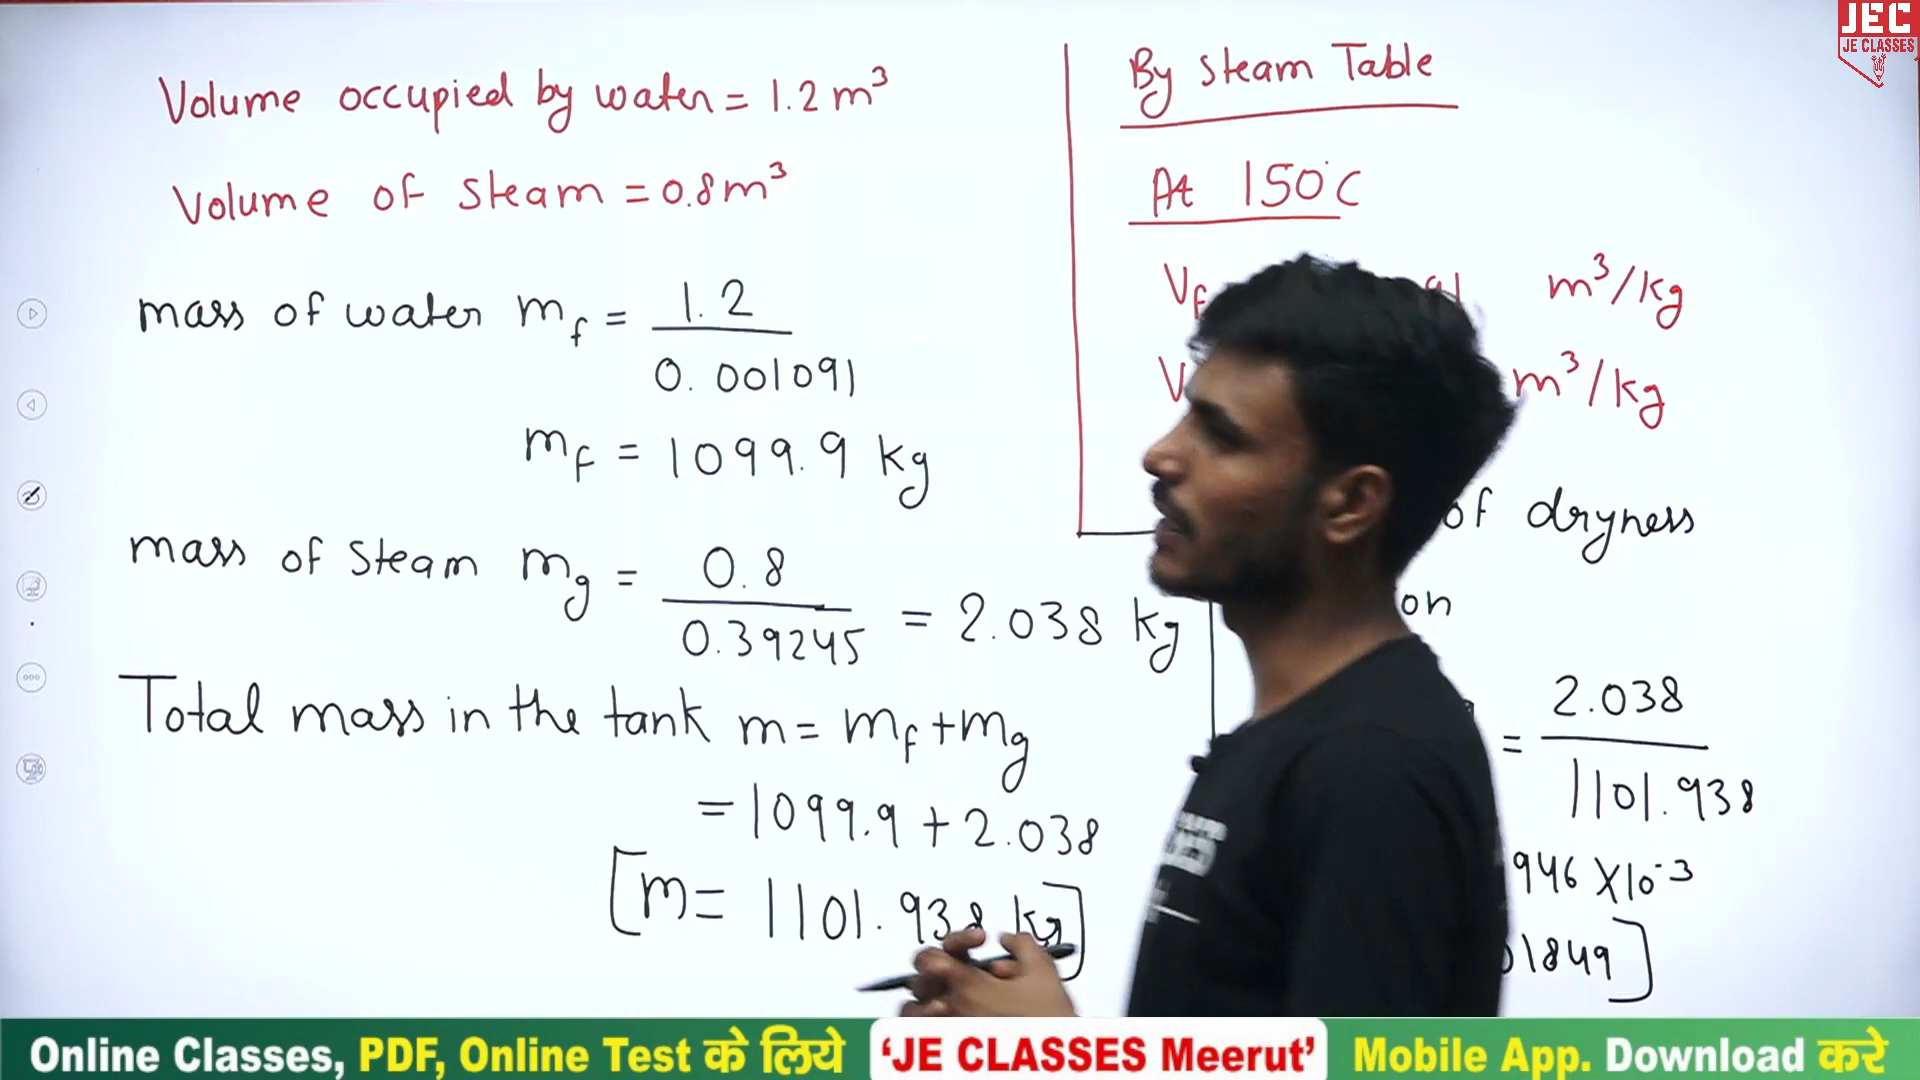 JEC
JE CLASSES
Volume occupied by water = 1.2 m³
Volume of steam = 0.8 m³
mass of water m_f = 1.2 / 0.001091
m_f = 1099.9 kg
mass of steam m_g = 0.8 / 0.39245 = 2.038 kg
Total mass in the tank m = m_f + m_g
= 1099.9 + 2.038
[m = 1101.938 kg]
By steam Table
At 150°C
V_f m³/kg
V m³/kg
of dryness
= 2.038 / 1101.938
946 × 10⁻³
1849]
Online Classes, PDF, Online Test के लिये 'JE CLASSES Meerut' Mobile App. Download करे